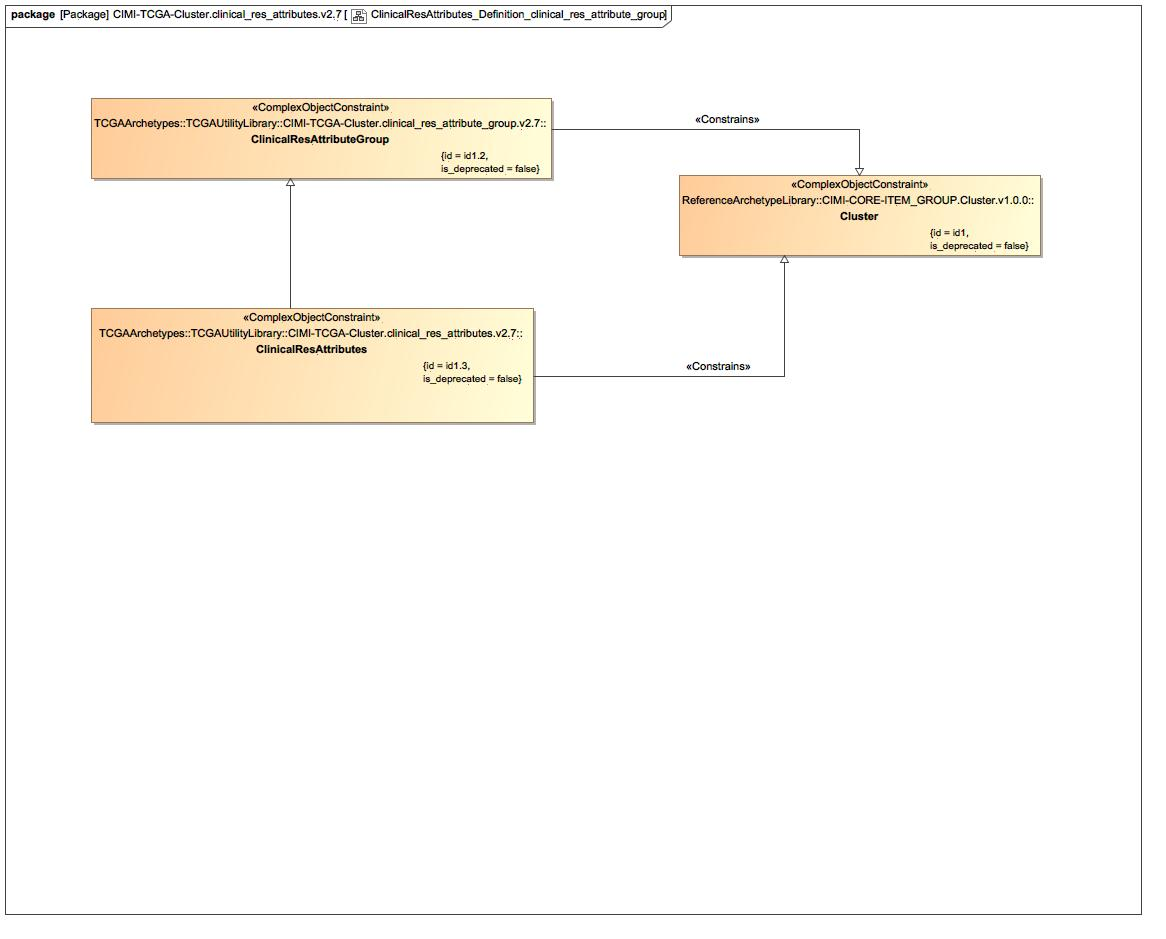 package [Package] CIMI-TCGA-Cluster.clinical_res_attributes.v2.7 [ ClinicalResAttributes_Definition_clinical_res_attribute_group]
«ComplexObjectConstraint»
TCGAArchetypes::TCGAUtilityLibrary::CIMI-TCGA-Cluster.clinical_res_attribute_group.v2.7::
ClinicalResAttributeGroup
{id = id1.2,
is_deprecated = false}
«Constrains»
«ComplexObjectConstraint»
ReferenceArchetypeLibrary::CIMI-CORE-ITEM_GROUP.Cluster.v1.0.0::
Cluster
{id = id1,
is_deprecated = false}
«ComplexObjectConstraint»
TCGAArchetypes::TCGAUtilityLibrary::CIMI-TCGA-Cluster.clinical_res_attributes.v2.7::
ClinicalResAttributes
{id = id1.3,
is_deprecated = false}
«Constrains»